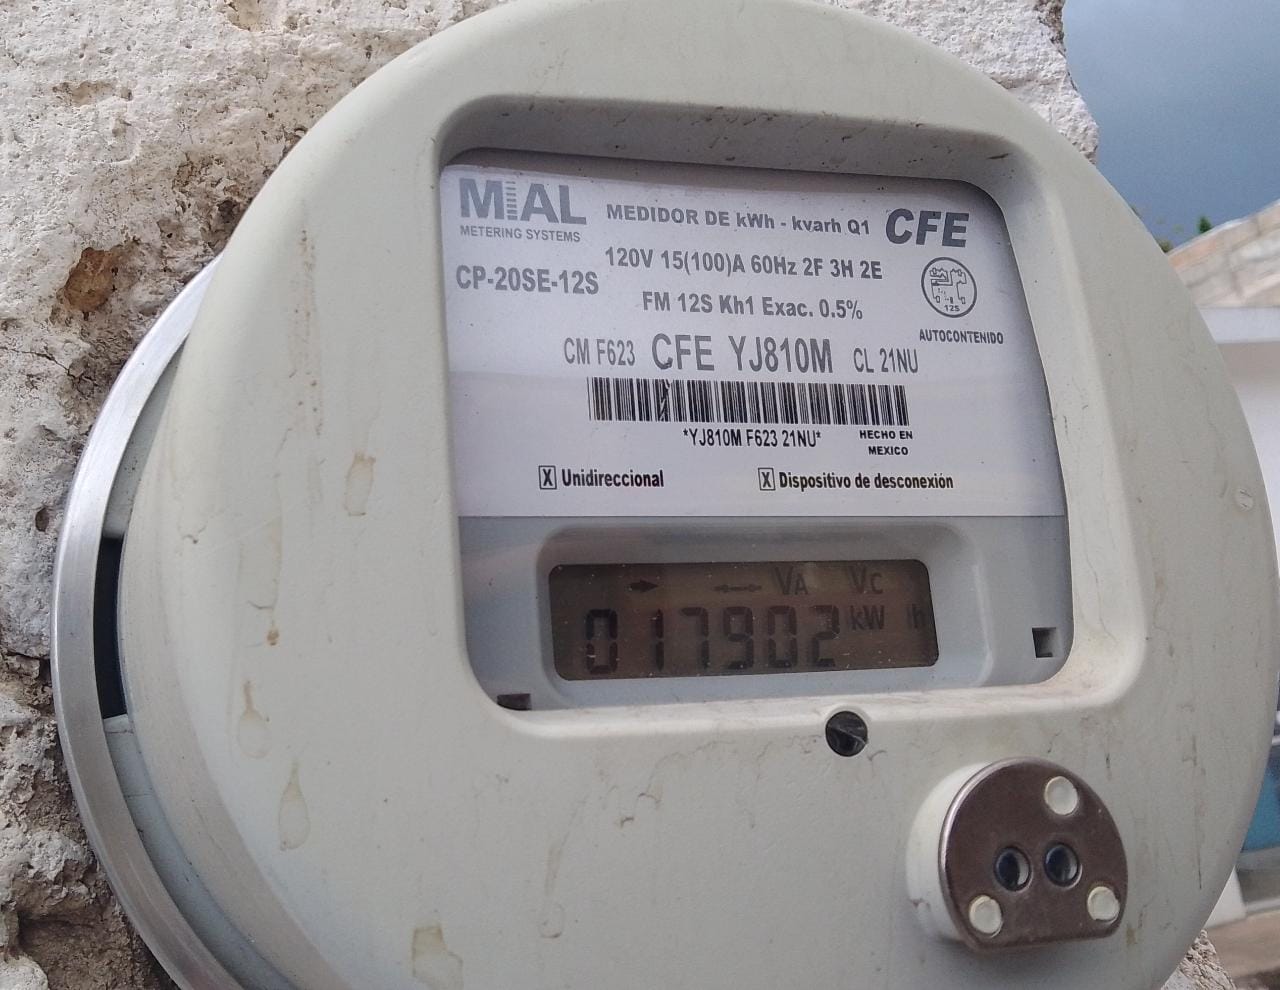 MIAL
METERING SYSTEMS
MEDIDOR DE kWh - kvarh Q1
CFE
120V 15(100)A 60Hz 2F 3H 2E
CP-20SE-12S
FM 12S Kh1 Exac. 0.5%
12S
AUTOCONTENIDO
CM F623 CFE YJ810M CL 21NU
*YJ810M F623 21NU*
HECHO EN
MEXICO
X Unidireccional
X Dispositivo de desconexión
VA VC
017902 kW h